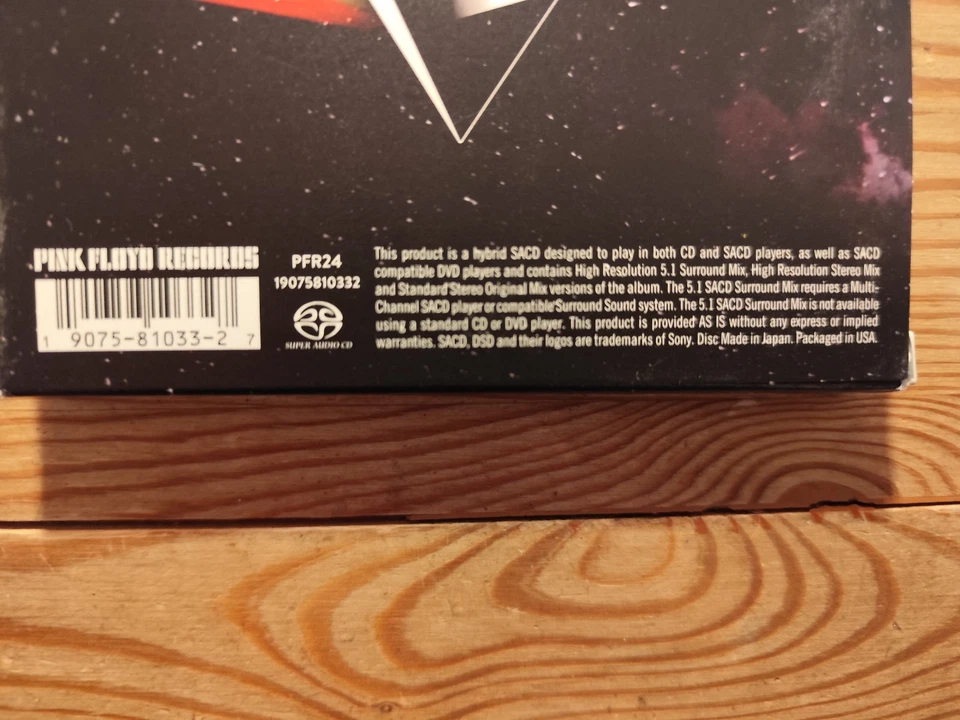 PINK FLOYD RECORDS
1 9075-81033-2 7
PFR24
19075810332
SUPER AUDIO CD
This product is a hybrid SACD designed to play in both CD and SACD players, as well as SACD
compatible DVD players and contains High Resolution 5.1 Surround Mix, High Resolution Stereo Mix
and Standard Stereo Original Mix versions of the album. The 5.1 SACD Surround Mix requires a Multi-
Channel SACD player or compatible Surround Sound system. The 5.1 SACD Surround Mix is not available
using a standard CD or DVD player. This product is provided AS IS without any express or implied
warranties. SACD, DSD and their logos are trademarks of Sony. Disc Made in Japan. Packaged in USA.